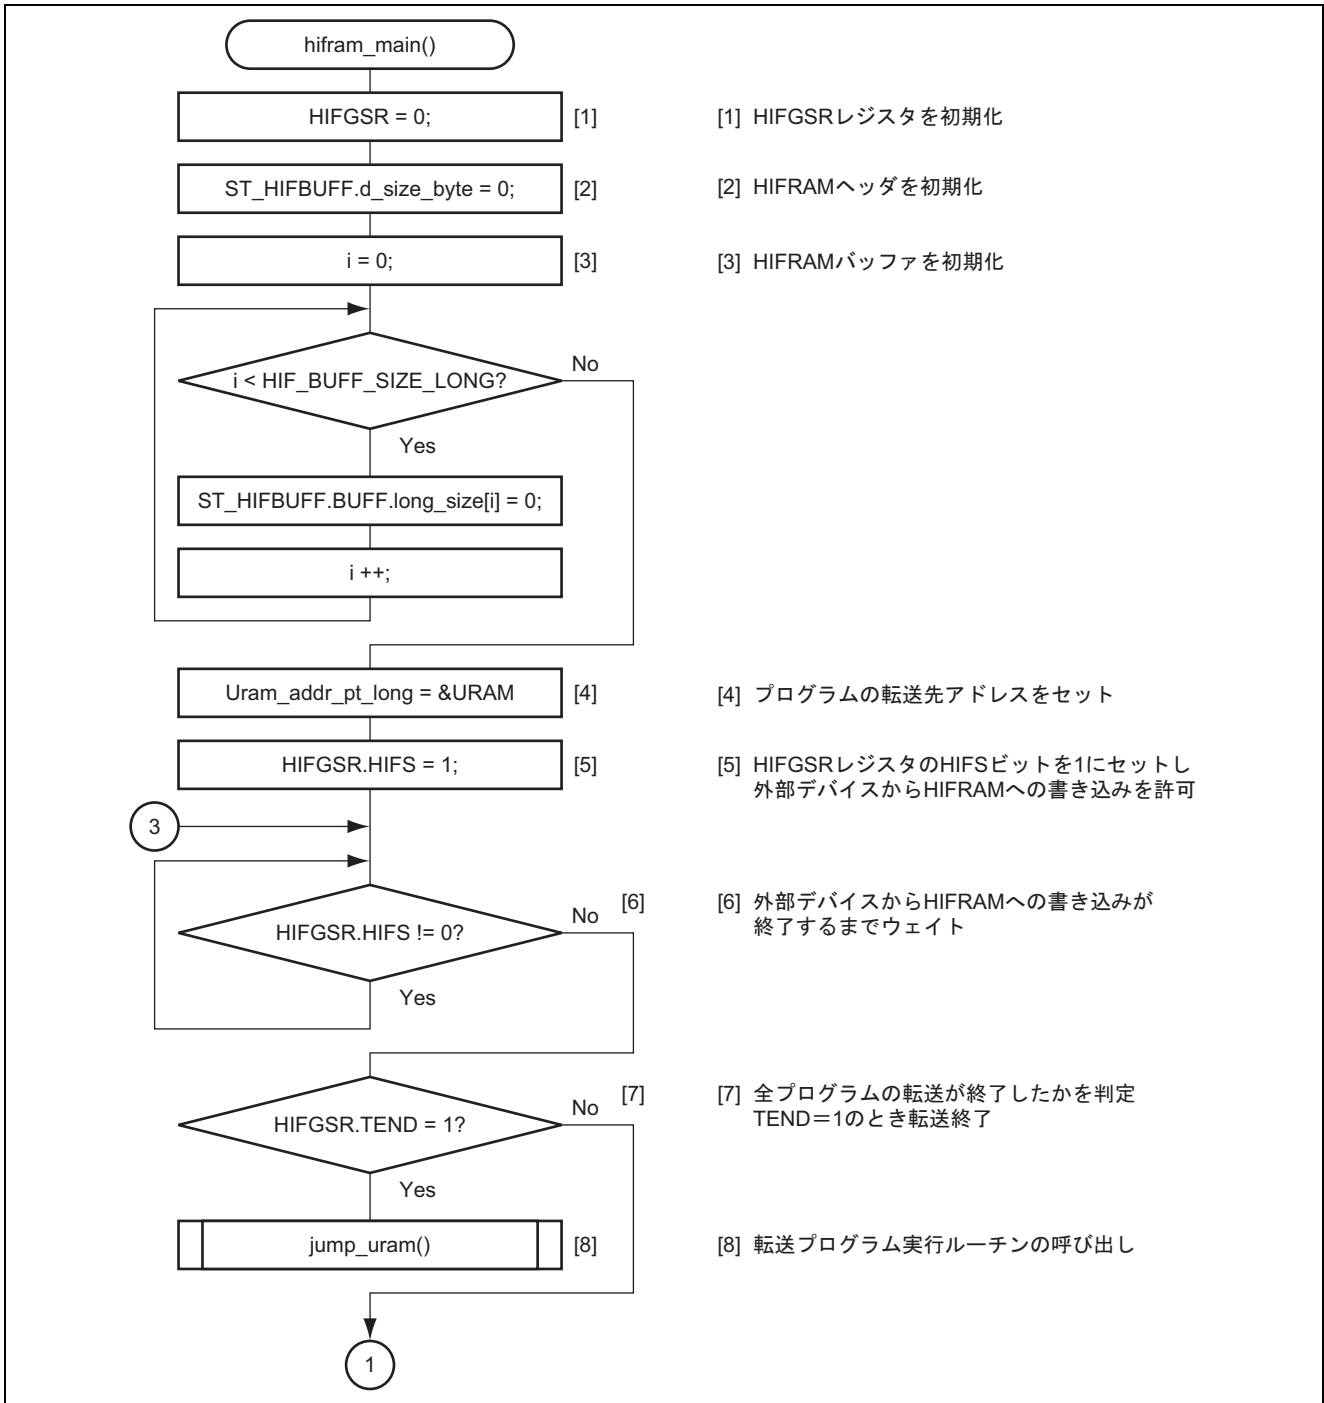 hifram_main()
HIFGSR = 0;
[1]
[1] HIFGSRレジスタを初期化
ST_HIFBUFF.d_size_byte = 0;
[2]
[2] HIFRAMヘッダを初期化
i = 0;
[3]
[3] HIFRAMバッファを初期化
i < HIF_BUFF_SIZE_LONG?
No
Yes
ST_HIFBUFF.BUFF.long_size[i] = 0;
i ++;
Uram_addr_pt_long = &URAM
[4]
[4] プログラムの転送先アドレスをセット
HIFGSR.HIFS = 1;
[5]
[5] HIFGSRレジスタのHIFSビットを1にセットし
外部デバイスからHIFRAMへの書き込みを許可
3
HIFGSR.HIFS != 0?
No
[6]
[6] 外部デバイスからHIFRAMへの書き込みが
終了するまでウェイト
Yes
HIFGSR.TEND = 1?
No
[7]
[7] 全プログラムの転送が終了したかを判定
TEND＝1のとき転送終了
Yes
jump_uram()
[8]
[8] 転送プログラム実行ルーチンの呼び出し
1